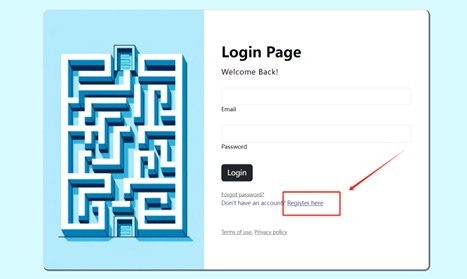 Login Page
Welcome Back!
Email
Password
Login
Forgot password?
Don't have an account? Register here
Terms of use. Privacy policy